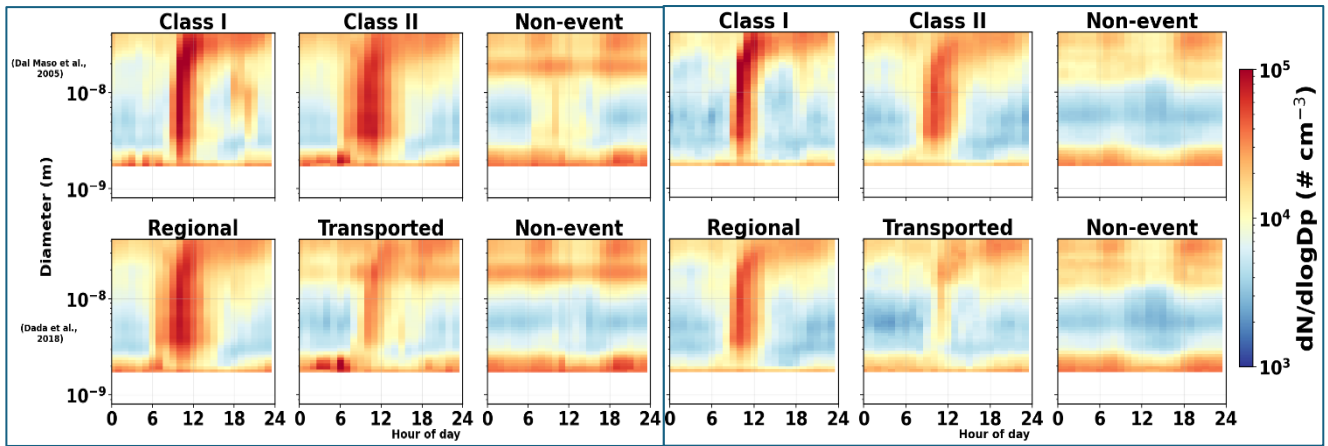 Class I Class II Non-event Class I Class II Non-event
(Dal Maso et al.,
2005)
10⁻⁸
10⁻⁹
10⁵
10⁴
10³
dN/dlogDp (# cm⁻³)
Diameter (m)
Regional Transported Non-event Regional Transported Non-event
10⁻⁸
(Dada et al.,
2018)
10⁻⁹
0 6 12 18 24 0 6 12 18 24 0 6 12 18 24 0 6 12 18 24 0 6 12 18 24 0 6 12 18 24
Hour of day Hour of day